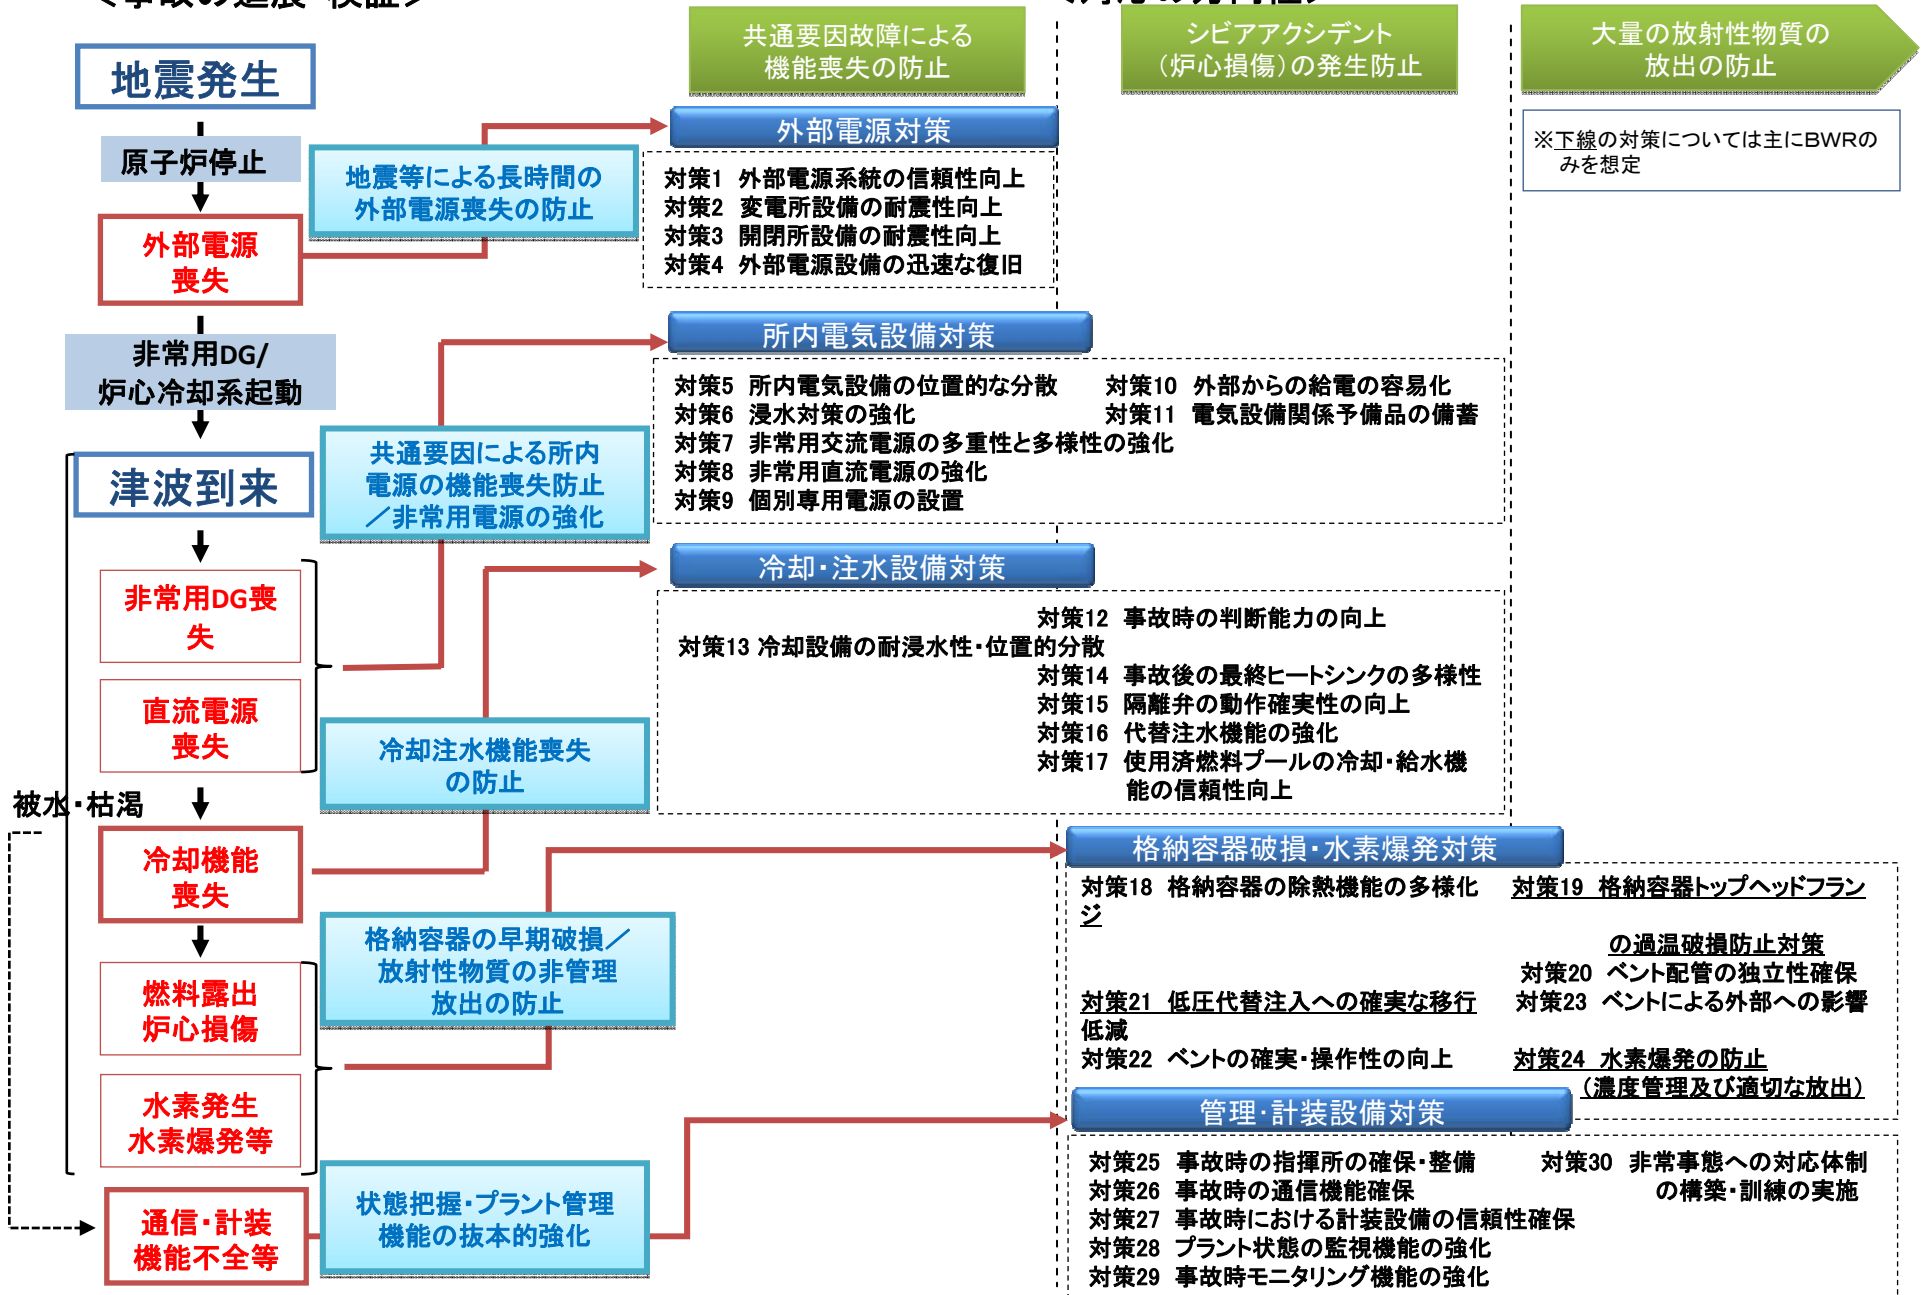 ＜事故の進展・検証＞
＜対応の方向性＞
共通要因故障による
機能喪失の防止
シビアアクシデント
（炉心損傷）の発生防止
大量の放射性物質の
放出の防止
※下線の対策については主にBWRの
みを想定
地震発生
原子炉停止
外部電源
喪失
非常用DG/
炉心冷却系起動
津波到来
非常用DG喪
失
直流電源
喪失
被水・枯渇
冷却機能
喪失
燃料露出
炉心損傷
水素発生
水素爆発等
通信・計装
機能不全等
地震等による長時間の
外部電源喪失の防止
共通要因による所内
電源の機能喪失防止
／非常用電源の強化
冷却注水機能喪失
の防止
格納容器の早期破損／
放射性物質の非管理
放出の防止
状態把握・プラント管理
機能の抜本的強化
外部電源対策
対策1　外部電源系統の信頼性向上
対策2　変電所設備の耐震性向上
対策3　開閉所設備の耐震性向上
対策4　外部電源設備の迅速な復旧
所内電気設備対策
対策5　所内電気設備の位置的な分散　　対策10　外部からの給電の容易化
対策6　浸水対策の強化　　対策11　電気設備関係予備品の備蓄
対策7　非常用交流電源の多重性と多様性の強化
対策8　非常用直流電源の強化
対策9　個別専用電源の設置
冷却・注水設備対策
対策12　事故時の判断能力の向上
対策13 冷却設備の耐浸水性・位置的分散
対策14　事故後の最終ヒートシンクの多様性
対策15　隔離弁の動作確実性の向上
対策16　代替注水機能の強化
対策17　使用済燃料プールの冷却・給水機
能の信頼性向上
格納容器破損・水素爆発対策
対策18　格納容器の除熱機能の多様化　対策19　格納容器トップヘッドフラン
ジ
の過温破損防止対策
対策20　ベント配管の独立性確保
対策21　低圧代替注入への確実な移行　対策23　ベントによる外部への影響
低減
対策22　ベントの確実・操作性の向上　　対策24　水素爆発の防止
（濃度管理及び適切な放出）
管理・計装設備対策
対策25　事故時の指揮所の確保・整備　　対策30　非常事態への対応体制
対策26　事故時の通信機能確保　　の構築・訓練の実施
対策27　事故時における計装設備の信頼性確保
対策28　プラント状態の監視機能の強化
対策29　事故時モニタリング機能の強化